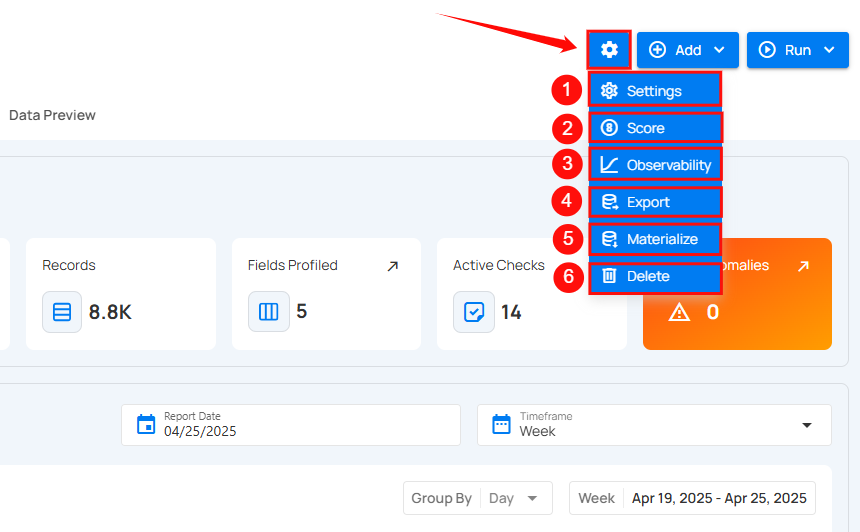 Add
Run
1 Settings
2 Score
3 Observability
4 Export
5 Materialize
6 Delete
Data Preview
Records
8.8K
Fields Profiled
5
Active Checks
14
omalies
0
Report Date
04/25/2025
Timeframe
Week
Group By Day
Week Apr 19, 2025 - Apr 25, 2025